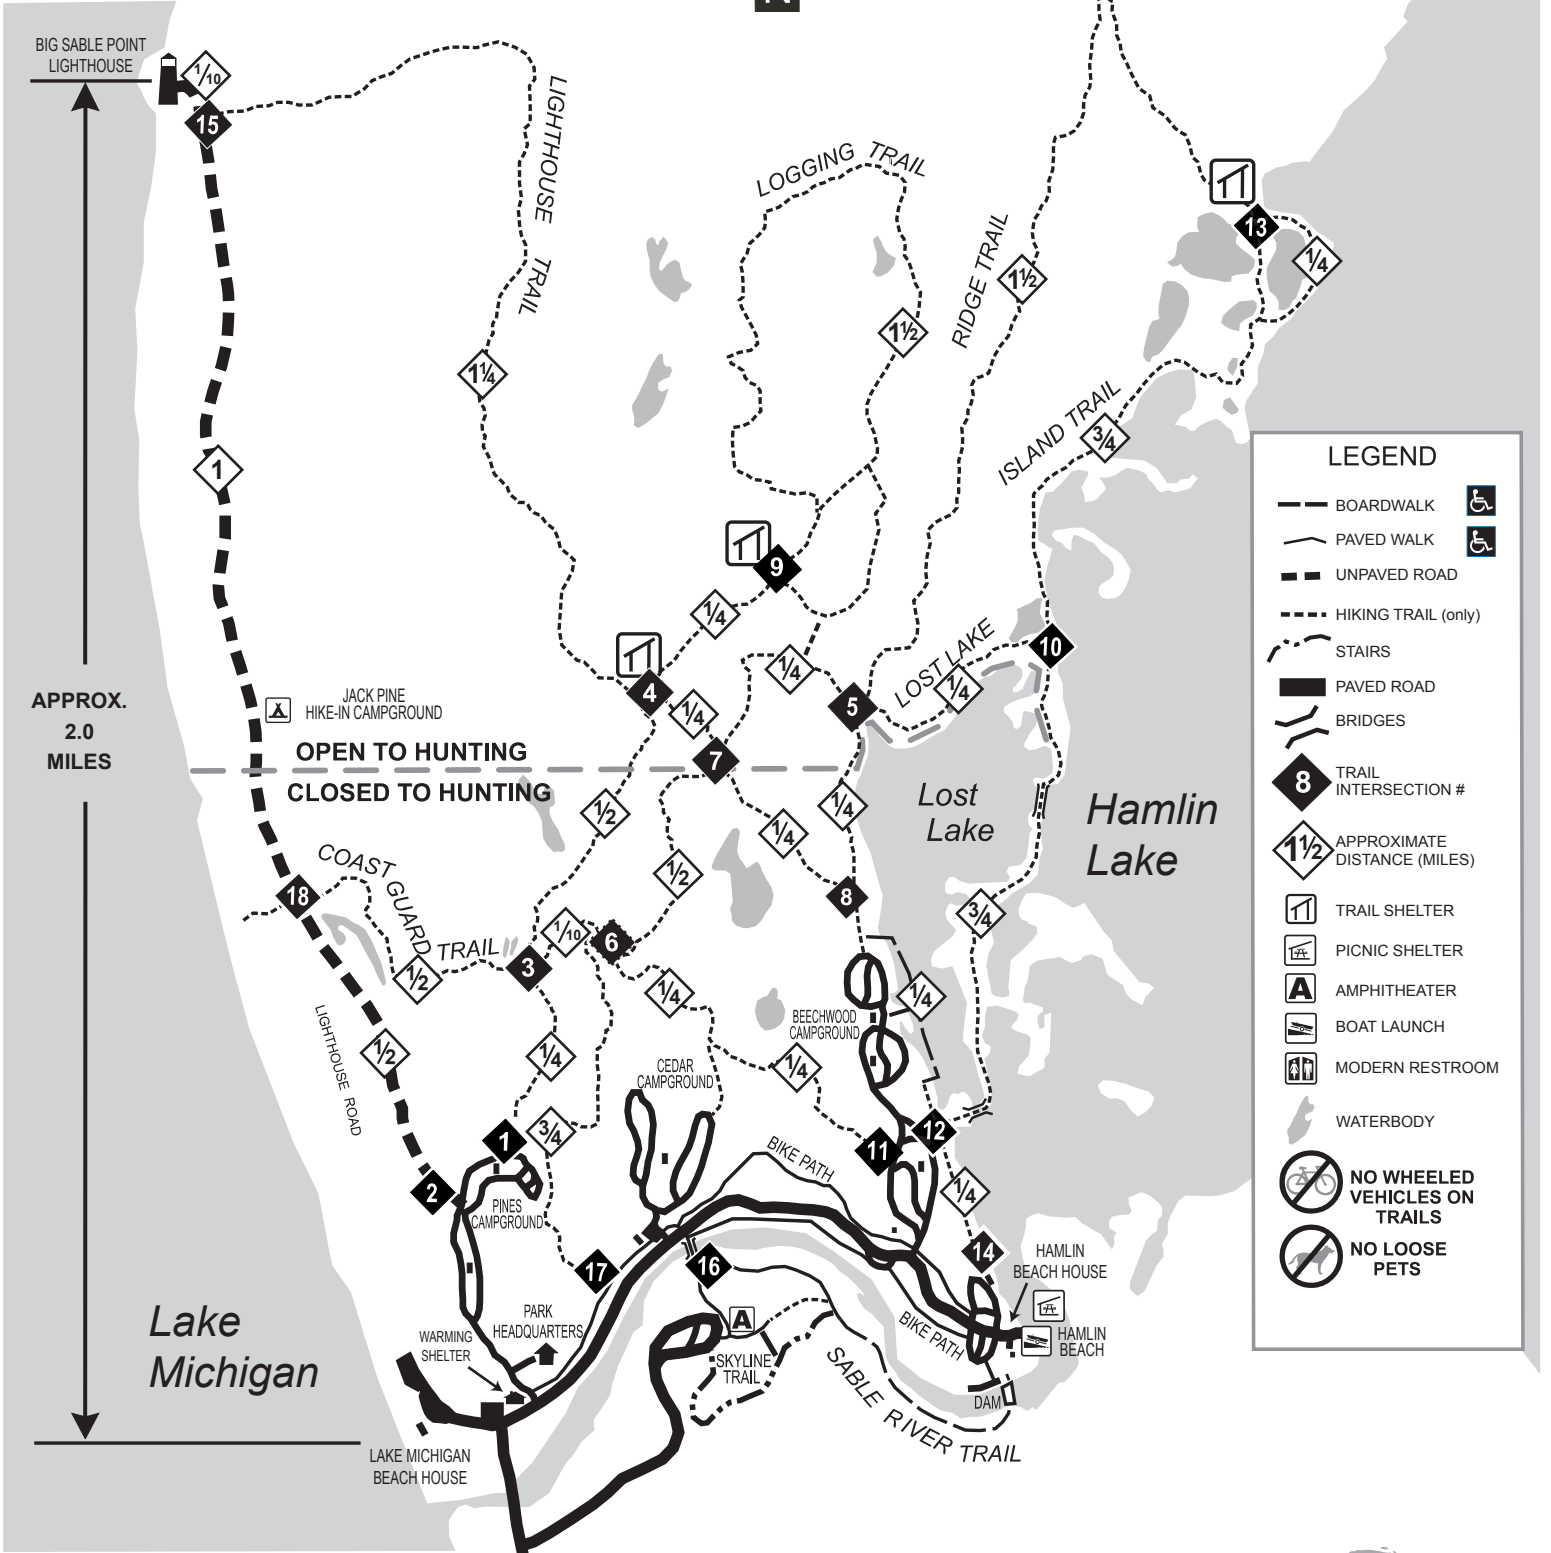 BIG SABLE POINT
LIGHTHOUSE
1/10
15
LIGHTHOUSE TRAIL
LOGGING TRAIL
RIDGE TRAIL
13
1/4
1½
1½
1¼
ISLAND TRAIL
3/4
1
9
1/4
4
1/4
1/4
5
LOST LAKE
1/4
10
APPROX.
2.0
MILES
JACK PINE
HIKE-IN CAMPGROUND
OPEN TO HUNTING
CLOSED TO HUNTING
7
1/2
1/4
1/4
1/2
Lost
Lake
Hamlin
Lake
COAST GUARD TRAIL
18
8
3/4
1/2
3
1/10
6
1/4
1/4
LIGHTHOUSE ROAD
1/2
1/4
BEECHWOOD
CAMPGROUND
CEDAR
CAMPGROUND
1/4
1
3/4
11
12
BIKE PATH
2
PINES
CAMPGROUND
1/4
17
16
14
HAMLIN
BEACH HOUSE
PARK
HEADQUARTERS
A
WARMING
SHELTER
BIKE PATH
HAMLIN
BEACH
SKYLINE
TRAIL
DAM
SABLE RIVER TRAIL
Lake
Michigan
LAKE MICHIGAN
BEACH HOUSE
LEGEND
BOARDWALK
PAVED WALK
UNPAVED ROAD
HIKING TRAIL (only)
STAIRS
PAVED ROAD
BRIDGES
8 TRAIL
INTERSECTION #
1½ APPROXIMATE
DISTANCE (MILES)
TRAIL SHELTER
PICNIC SHELTER
A AMPHITHEATER
BOAT LAUNCH
MODERN RESTROOM
WATERBODY
NO WHEELED
VEHICLES ON
TRAILS
NO LOOSE
PETS